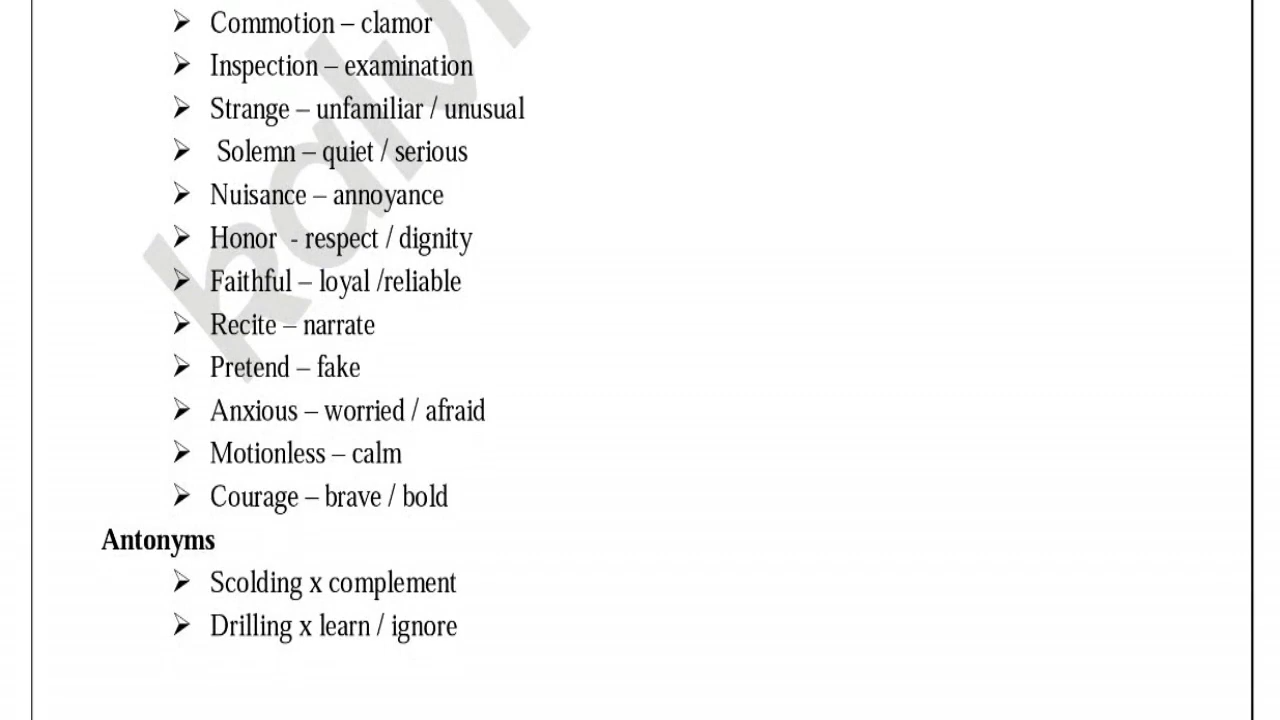 ➢ Commotion – clamor
➢ Inspection – examination
➢ Strange – unfamiliar / unusual
➢ Solemn – quiet / serious
➢ Nuisance – annoyance
➢ Honor - respect / dignity
➢ Faithful – loyal /reliable
➢ Recite – narrate
➢ Pretend – fake
➢ Anxious – worried / afraid
➢ Motionless – calm
➢ Courage – brave / bold
Antonyms
➢ Scolding x complement
➢ Drilling x learn / ignore